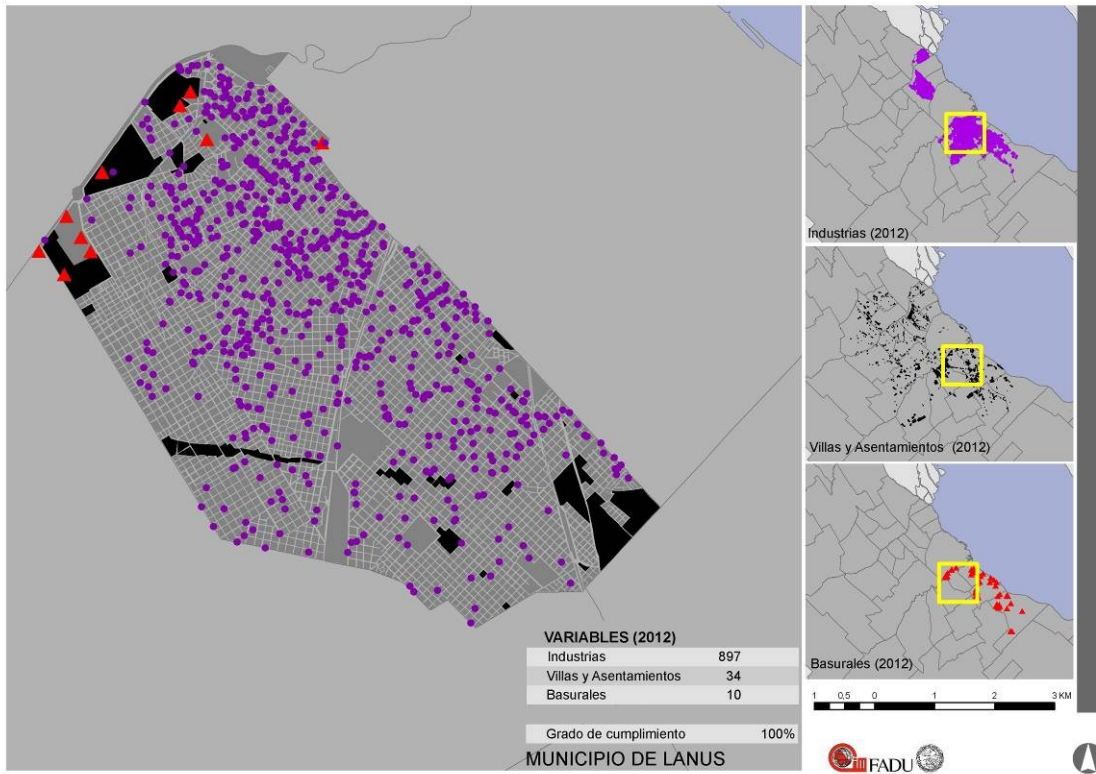 Industrias (2012)
Villas y Asentamientos (2012)
Basurales (2012)
VARIABLES (2012)
Industrias 897
Villas y Asentamientos 34
Basurales 10
Grado de cumplimiento 100%
MUNICIPIO DE LANUS
1 0,5 0 1 2 3 KM
FADU